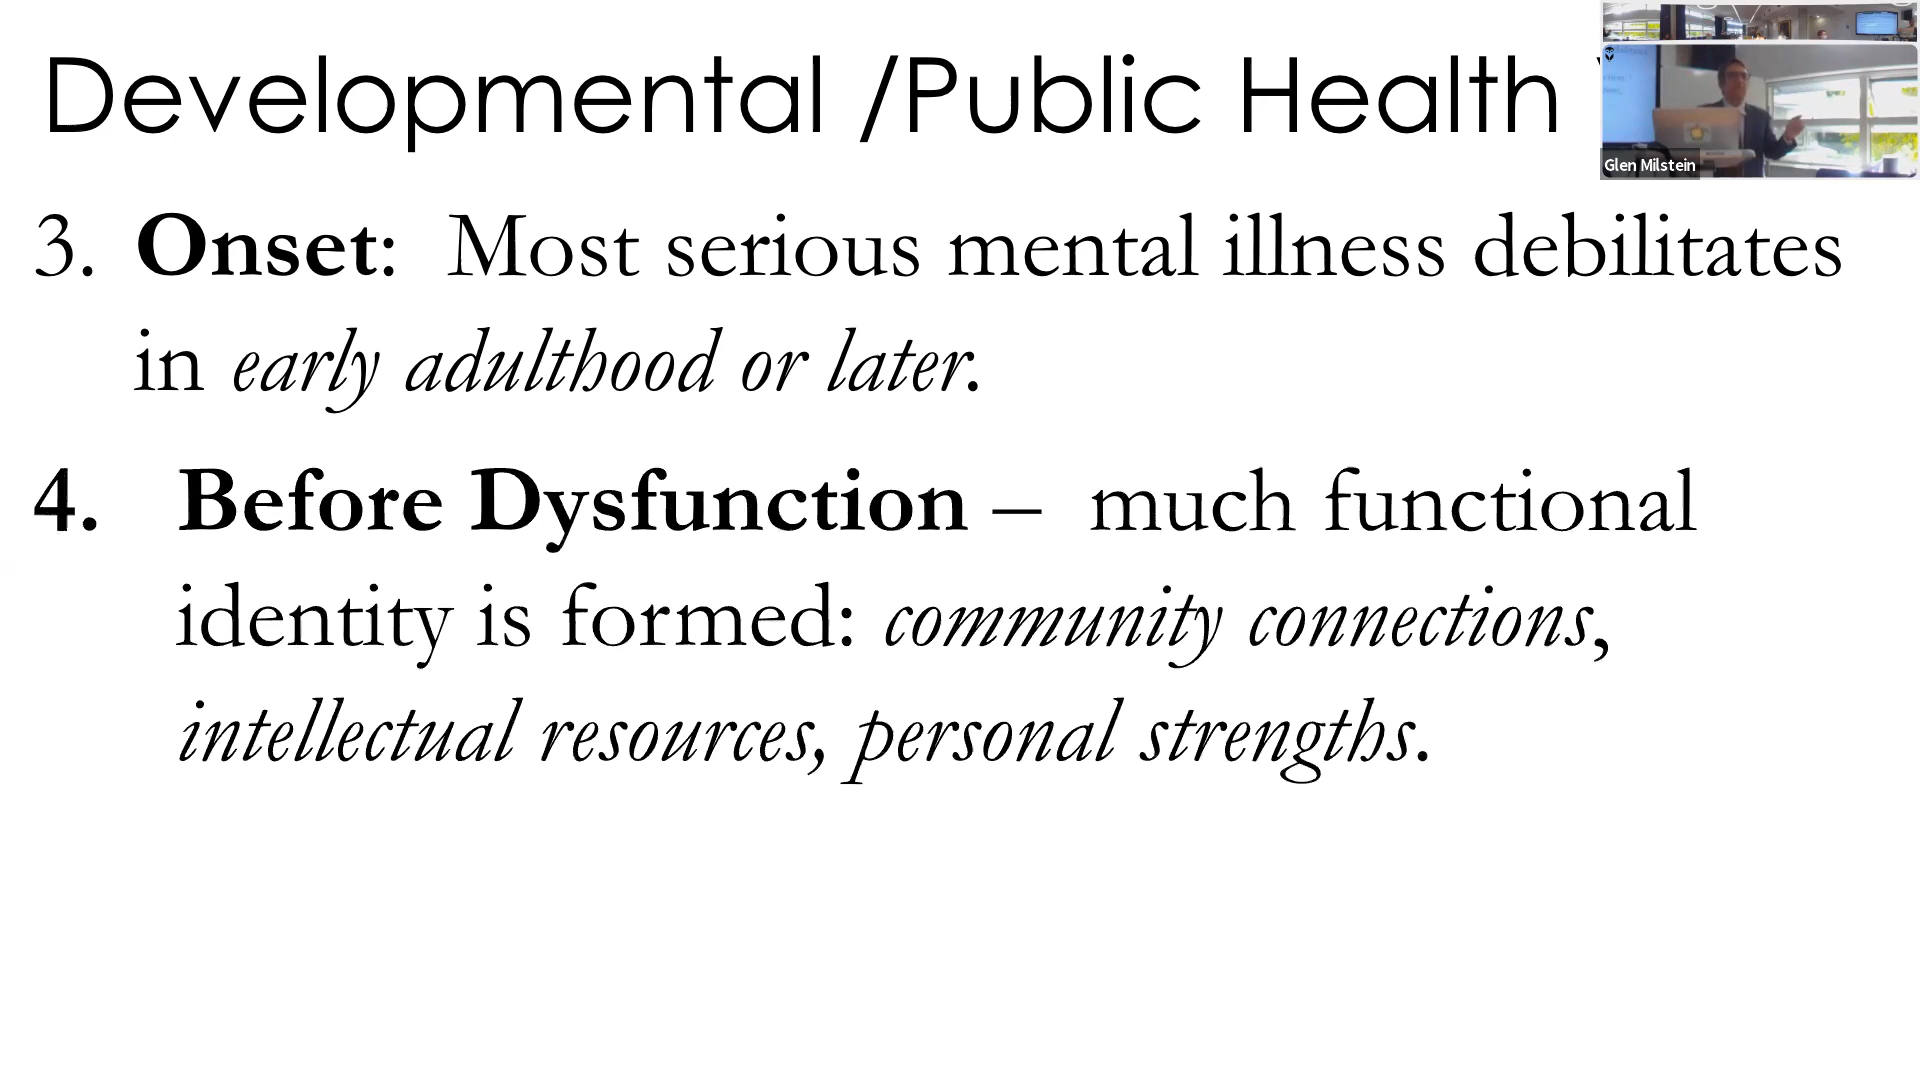 Developmental /Public Health
Glen Milstein
3. Onset:  Most serious mental illness debilitates
in early adulthood or later.
4. Before Dysfunction –  much functional
identity is formed: community connections,
intellectual resources, personal strengths.